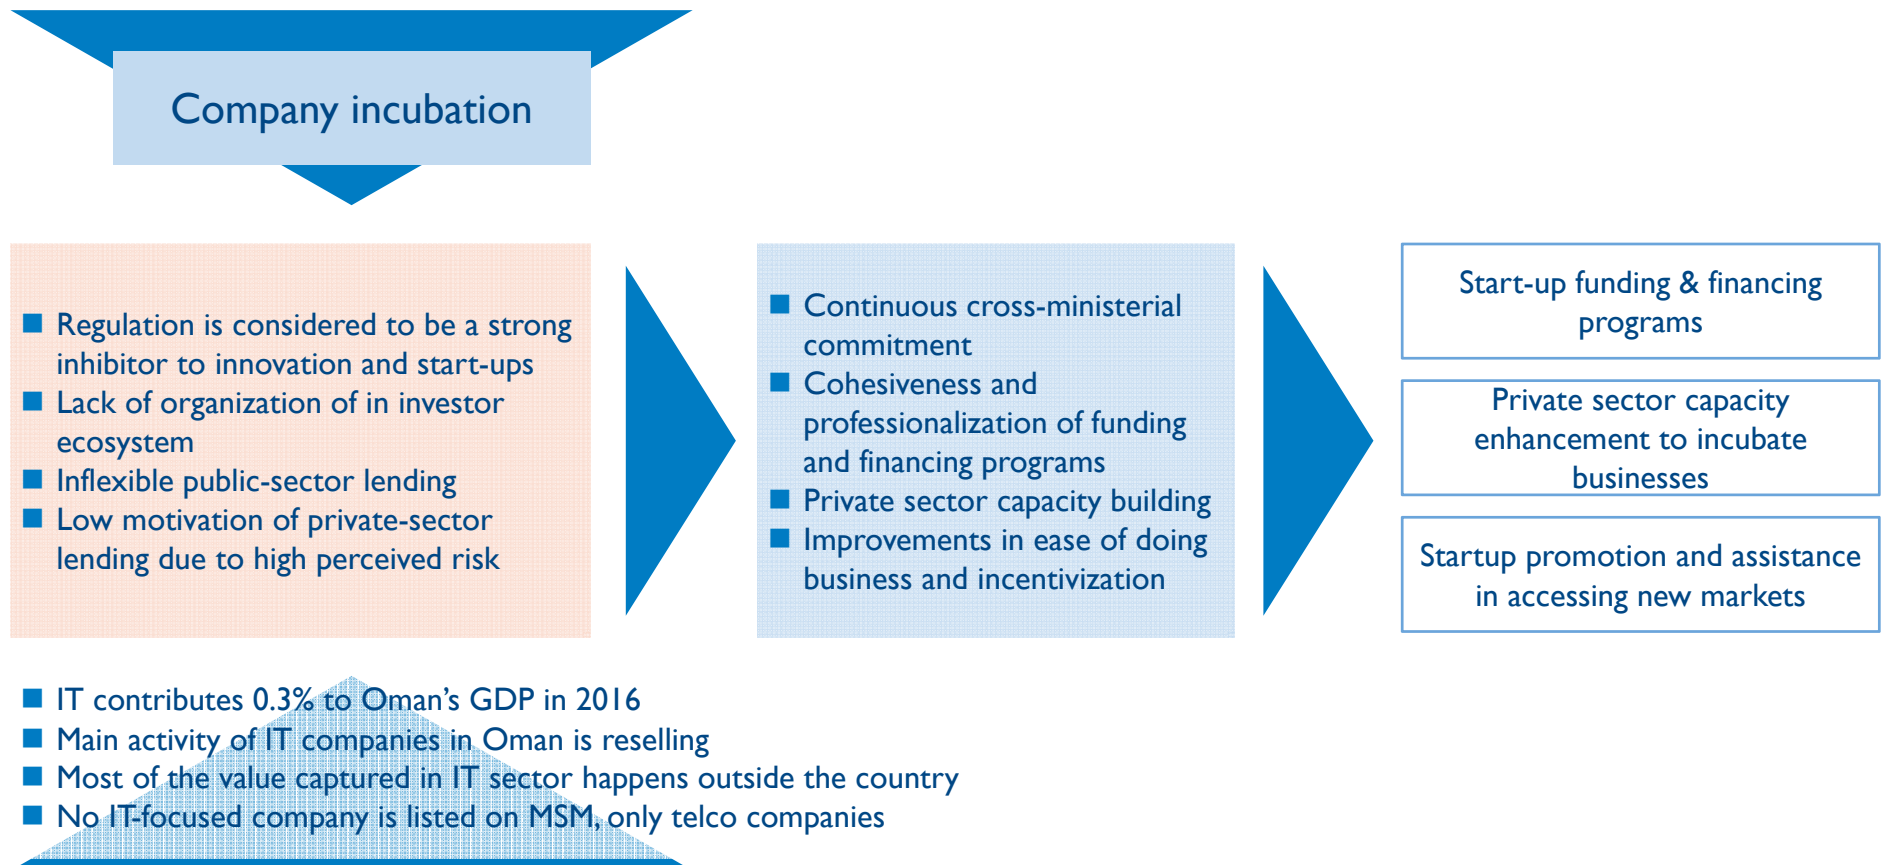 Company incubation
■ Regulation is considered to be a strong
inhibitor to innovation and start-ups
■ Lack of organization of in investor
ecosystem
■ Inflexible public-sector lending
■ Low motivation of private-sector
lending due to high perceived risk
■ Continuous cross-ministerial
commitment
■ Cohesiveness and
professionalization of funding
and financing programs
■ Private sector capacity building
■ Improvements in ease of doing
business and incentivization
Start-up funding & financing
programs
Private sector capacity
enhancement to incubate
businesses
Startup promotion and assistance
in accessing new markets
■ IT contributes 0.3% to Oman’s GDP in 2016
■ Main activity of IT companies in Oman is reselling
■ Most of the value captured in IT sector happens outside the country
■ No IT-focused company is listed on MSM, only telco companies